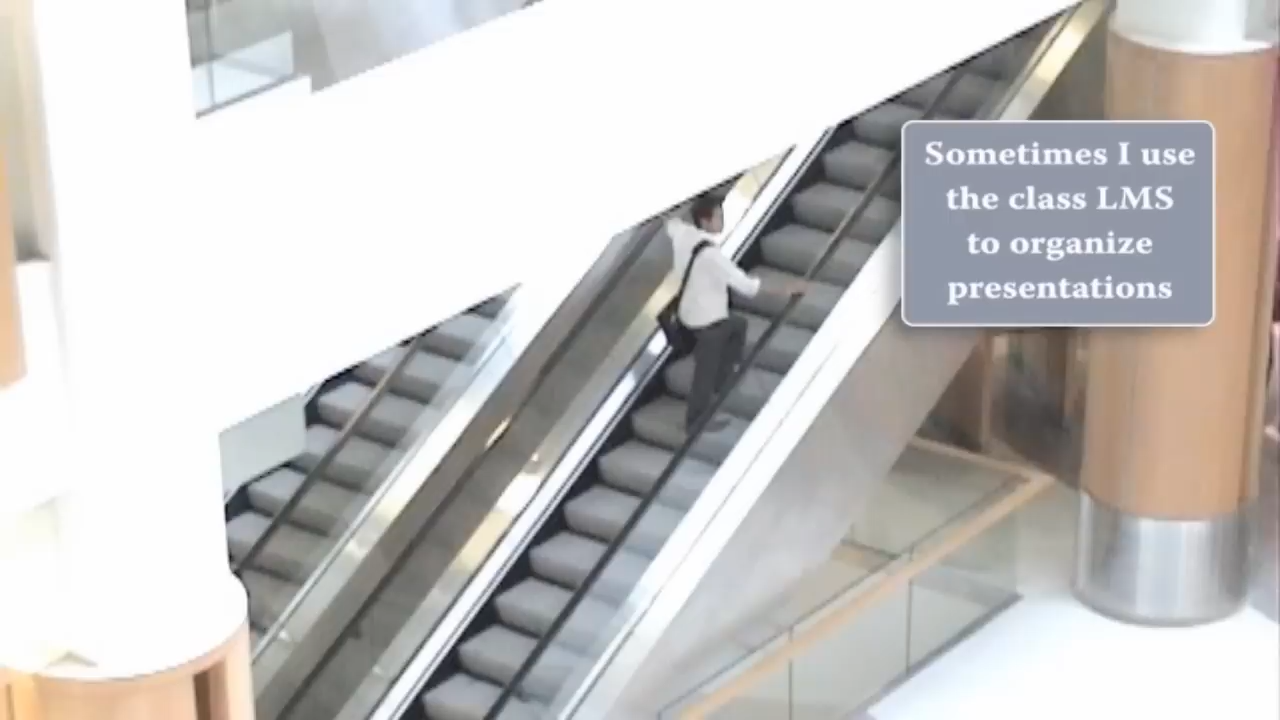 Sometimes I use
the class LMS
to organize
presentations